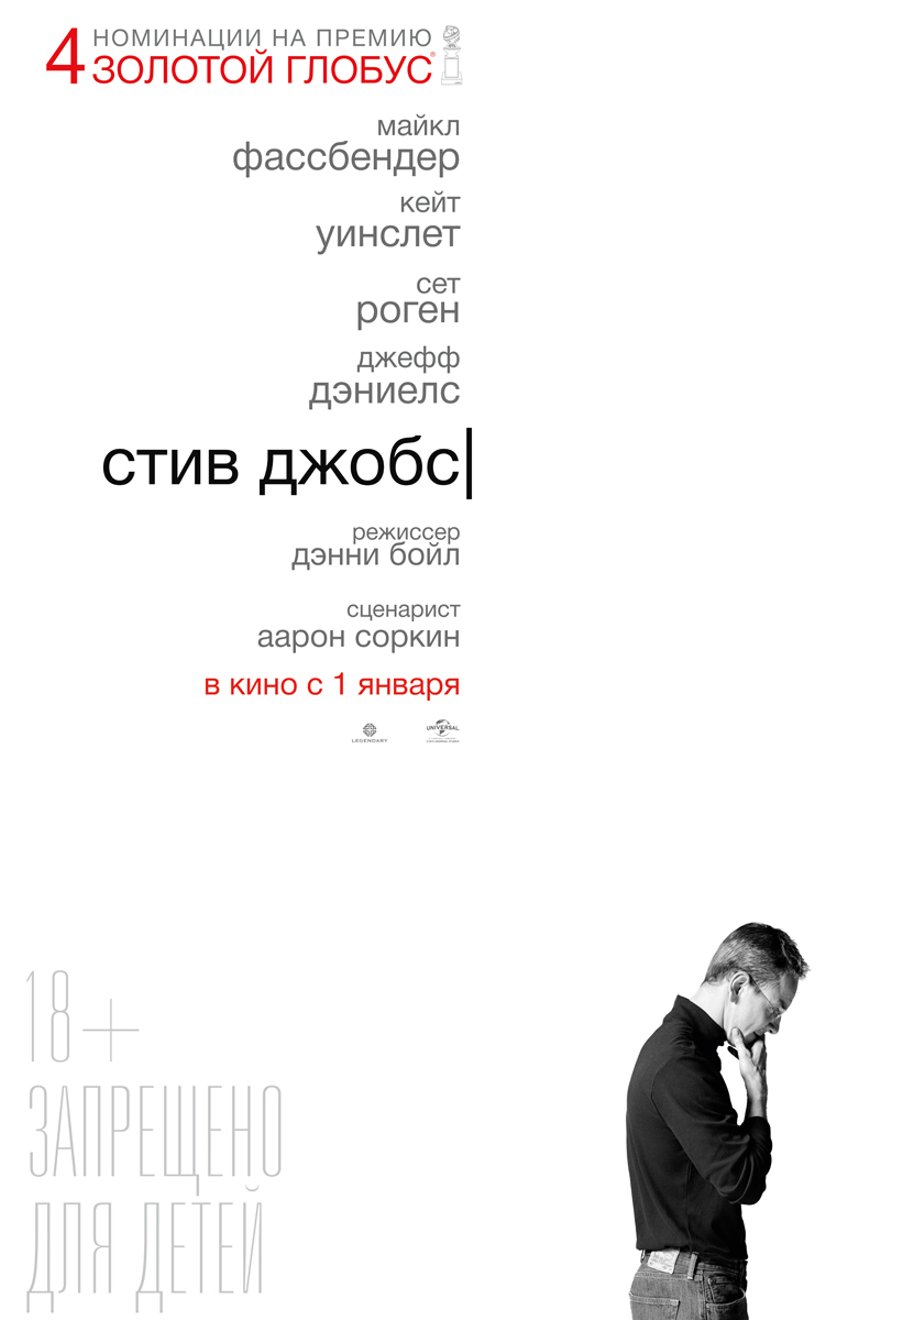 4 НОМИНАЦИИ НА ПРЕМИЮ
ЗОЛОТОЙ ГЛОБУС®
майкл
фассбендер
кейт
уинслет
сет
роген
джефф
дэниелс
стив джобс|
режиссер
дэнни бойл
сценарист
аарон соркин
в кино с 1 января
LEGENDARY
UNIVERSAL
18+
ЗАПРЕЩЕНО
ДЛЯ ДЕТЕЙ